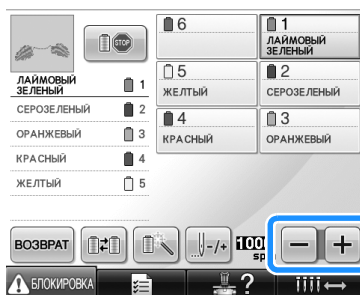 STOP
ЛАЙМОВЫЙ
ЗЕЛЕНЫЙ
1
СЕРОЗЕЛЕНЫЙ 2
ОРАНЖЕВЫЙ 3
КРАСНЫЙ 4
ЖЕЛТЫЙ 5
6
1
ЛАЙМОВЫЙ
ЗЕЛЕНЫЙ
5
ЖЕЛТЫЙ
2
СЕРОЗЕЛЕНЫЙ
4
КРАСНЫЙ
3
ОРАНЖЕВЫЙ
ВОЗВРАТ
-/+
- +
БЛОКИРОВКА
?